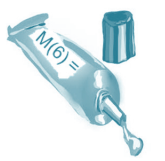 M(6) =